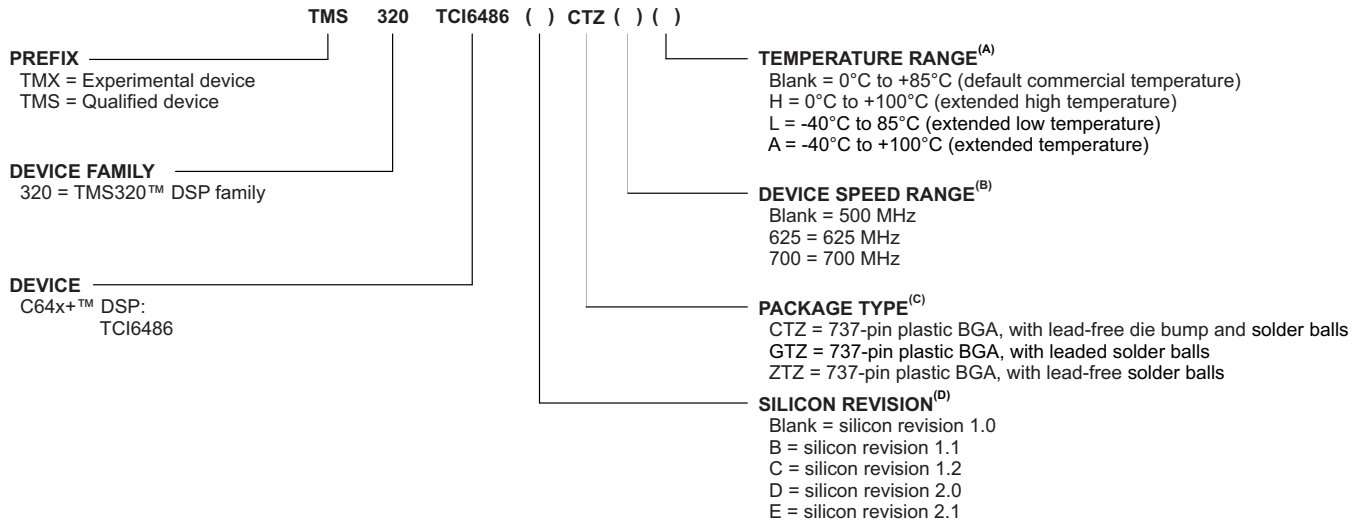 TMS 320 TCI6486 ( ) CTZ ( ) ( )
PREFIX
TMX = Experimental device
TMS = Qualified device
DEVICE FAMILY
320 = TMS320™ DSP family
DEVICE
C64x+™ DSP:
TCI6486
TEMPERATURE RANGE(A)
Blank = 0°C to +85°C (default commercial temperature)
H = 0°C to +100°C (extended high temperature)
L = -40°C to 85°C (extended low temperature)
A = -40°C to +100°C (extended temperature)
DEVICE SPEED RANGE(B)
Blank = 500 MHz
625 = 625 MHz
700 = 700 MHz
PACKAGE TYPE(C)
CTZ = 737-pin plastic BGA, with lead-free die bump and solder balls
GTZ = 737-pin plastic BGA, with leaded solder balls
ZTZ = 737-pin plastic BGA, with lead-free solder balls
SILICON REVISION(D)
Blank = silicon revision 1.0
B = silicon revision 1.1
C = silicon revision 1.2
D = silicon revision 2.0
E = silicon revision 2.1